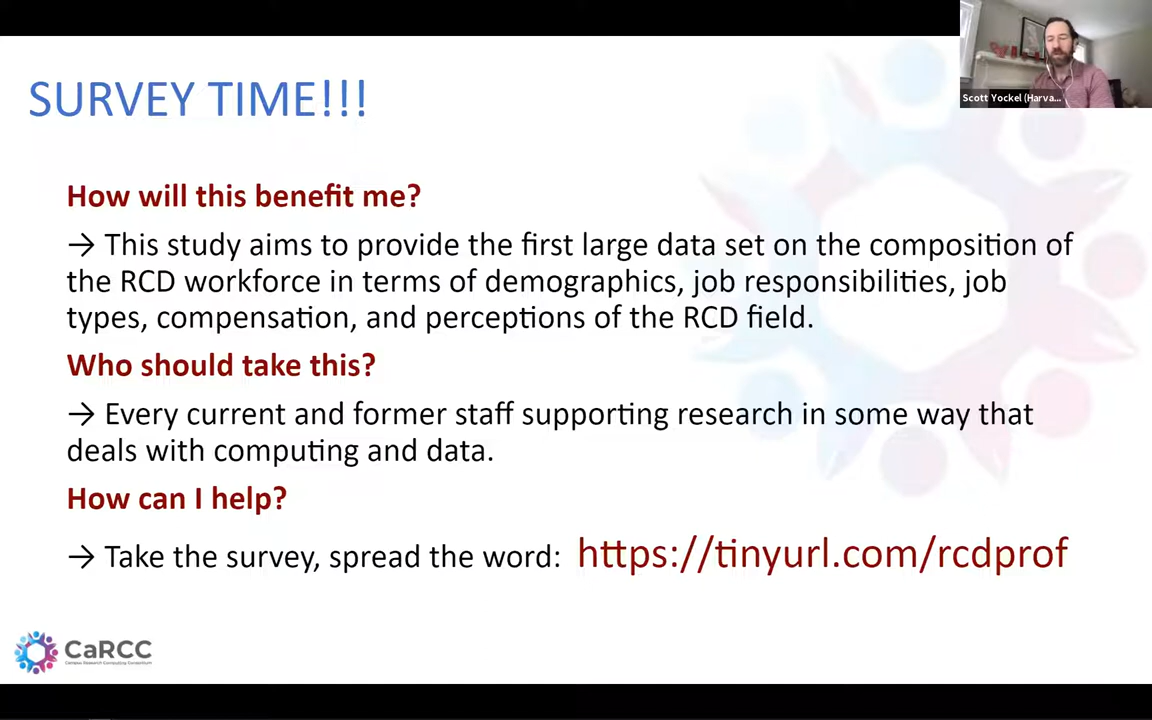 Scott Yockel (Harva...
SURVEY TIME!!!
How will this benefit me?
→ This study aims to provide the first large data set on the composition of
the RCD workforce in terms of demographics, job responsibilities, job
types, compensation, and perceptions of the RCD field.
Who should take this?
→ Every current and former staff supporting research in some way that
deals with computing and data.
How can I help?
→ Take the survey, spread the word: https://tinyurl.com/rcdprof
CaRCC
Campus Research Computing Consortium